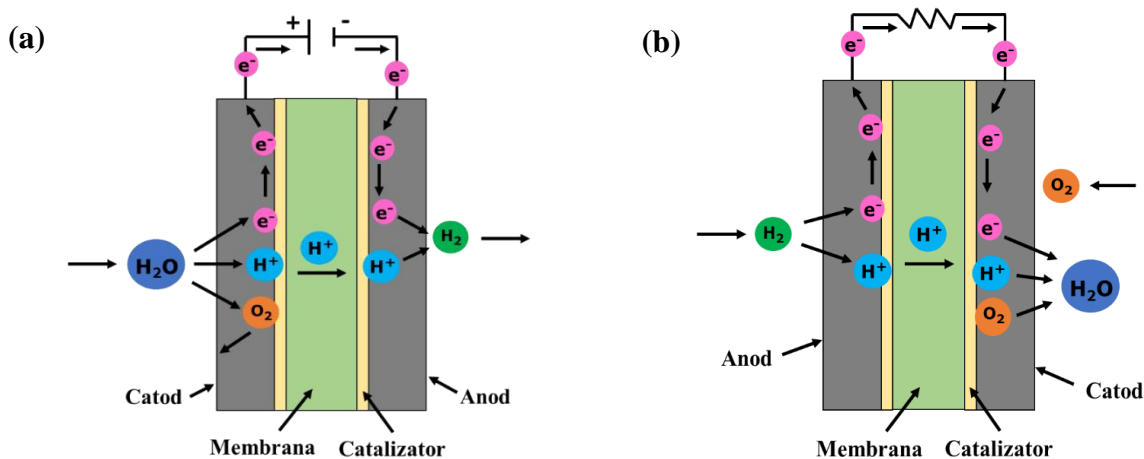 (a)
+ -
e⁻
e⁻
e⁻
e⁻
e⁻
e⁻
H₂O
H⁺
H⁺
H⁺
H₂
O₂
Catod
Anod
Membrana
Catalizator
(b)
e⁻
e⁻
e⁻
e⁻
e⁻
e⁻
O₂
H₂
H⁺
H⁺
H⁺
H₂O
O₂
Anod
Catod
Membrana
Catalizator